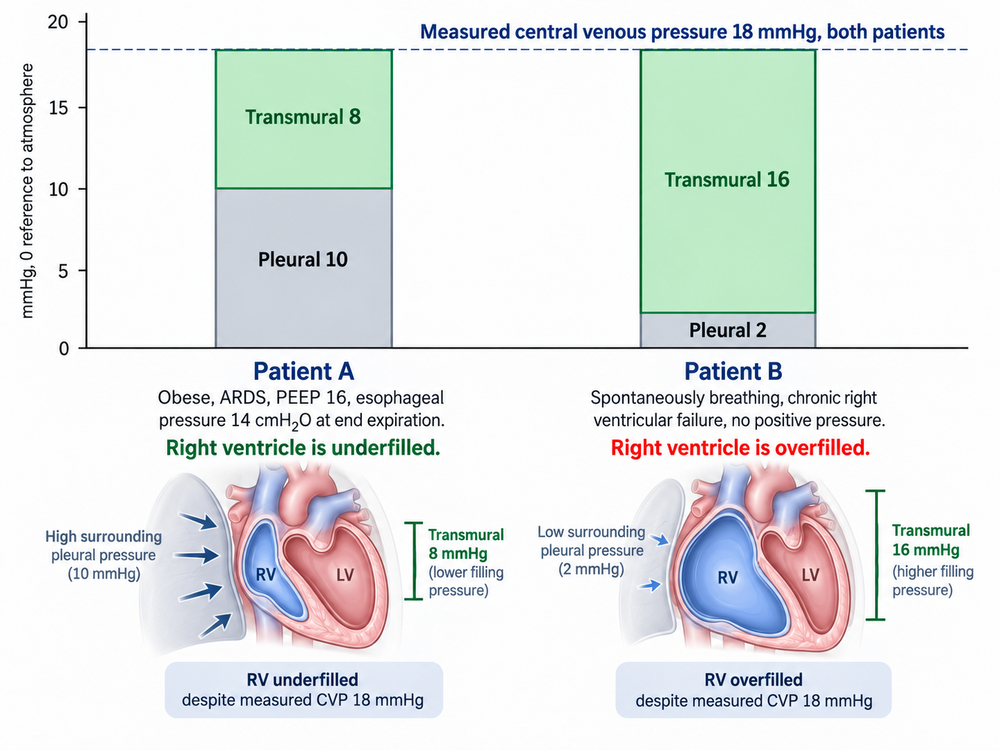 Measured central venous pressure 18 mmHg, both patients
mmHg, 0 reference to atmosphere
20
15
10
5
0
Transmural 8
Pleural 10
Transmural 16
Pleural 2
Patient A
Obese, ARDS, PEEP 16, esophageal
pressure 14 cmH₂O at end expiration.
Right ventricle is underfilled.
High surrounding
pleural pressure
(10 mmHg)
RV
LV
Transmural
8 mmHg
(lower filling
pressure)
RV underfilled
despite measured CVP 18 mmHg
Patient B
Spontaneously breathing, chronic right
ventricular failure, no positive pressure.
Right ventricle is overfilled.
Low surrounding
pleural pressure
(2 mmHg)
RV
LV
Transmural
16 mmHg
(higher filling
pressure)
RV overfilled
despite measured CVP 18 mmHg